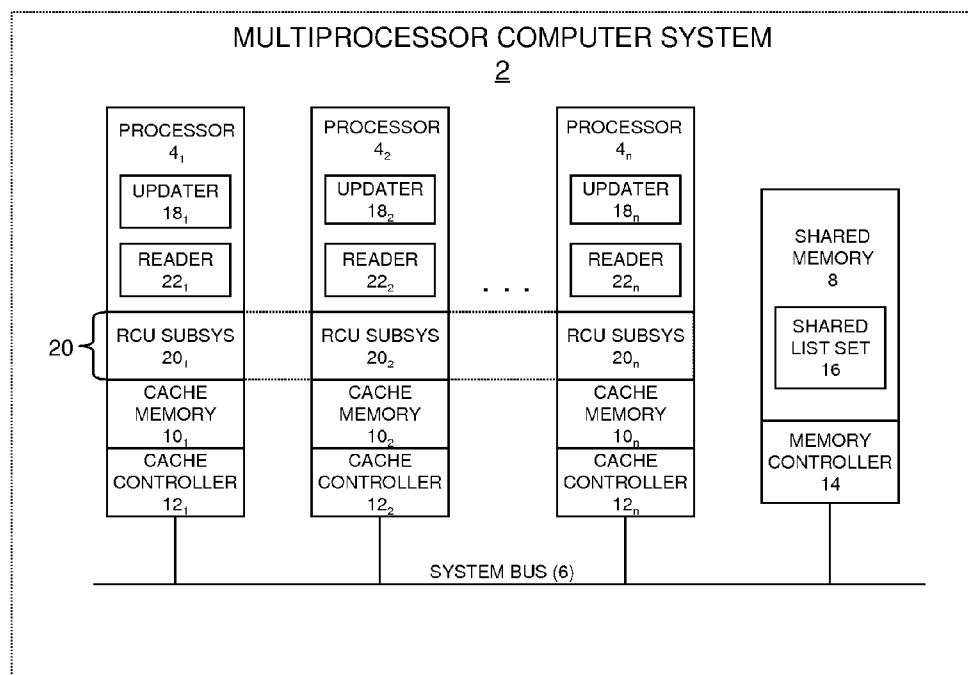 MULTIPROCESSOR COMPUTER SYSTEM
2
PROCESSOR
4₁
UPDATER
18₁
READER
22₁
RCU SUBSYS
20₁
CACHE
MEMORY
10₁
CACHE
CONTROLLER
12₁
PROCESSOR
4₂
UPDATER
18₂
READER
22₂
RCU SUBSYS
20₂
CACHE
MEMORY
10₂
CACHE
CONTROLLER
12₂
. . .
PROCESSOR
4ₙ
UPDATER
18ₙ
READER
22ₙ
RCU SUBSYS
20ₙ
CACHE
MEMORY
10ₙ
CACHE
CONTROLLER
12ₙ
SHARED
MEMORY
8
SHARED
LIST SET
16
MEMORY
CONTROLLER
14
20
SYSTEM BUS (6)